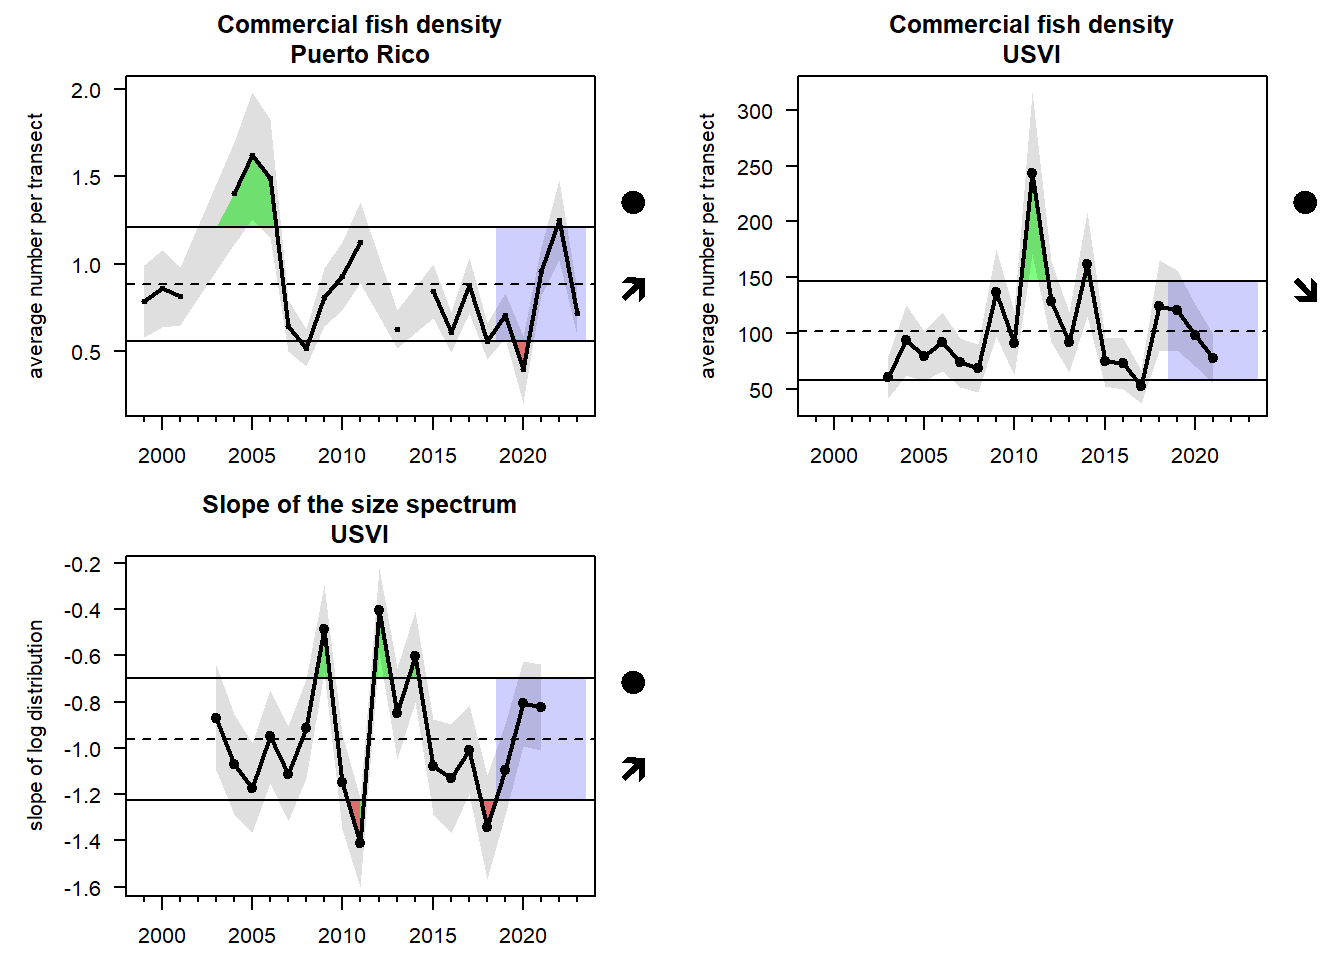 Commercial fish density
Puerto Rico
average number per transect
2.0
1.5
1.0
0.5
2000 2005 2010 2015 2020
Commercial fish density
USVI
average number per transect
300
250
200
150
100
50
2000 2005 2010 2015 2020
Slope of the size spectrum
USVI
slope of log distribution
-0.2
-0.4
-0.6
-0.8
-1.0
-1.2
-1.4
-1.6
2000 2005 2010 2015 2020